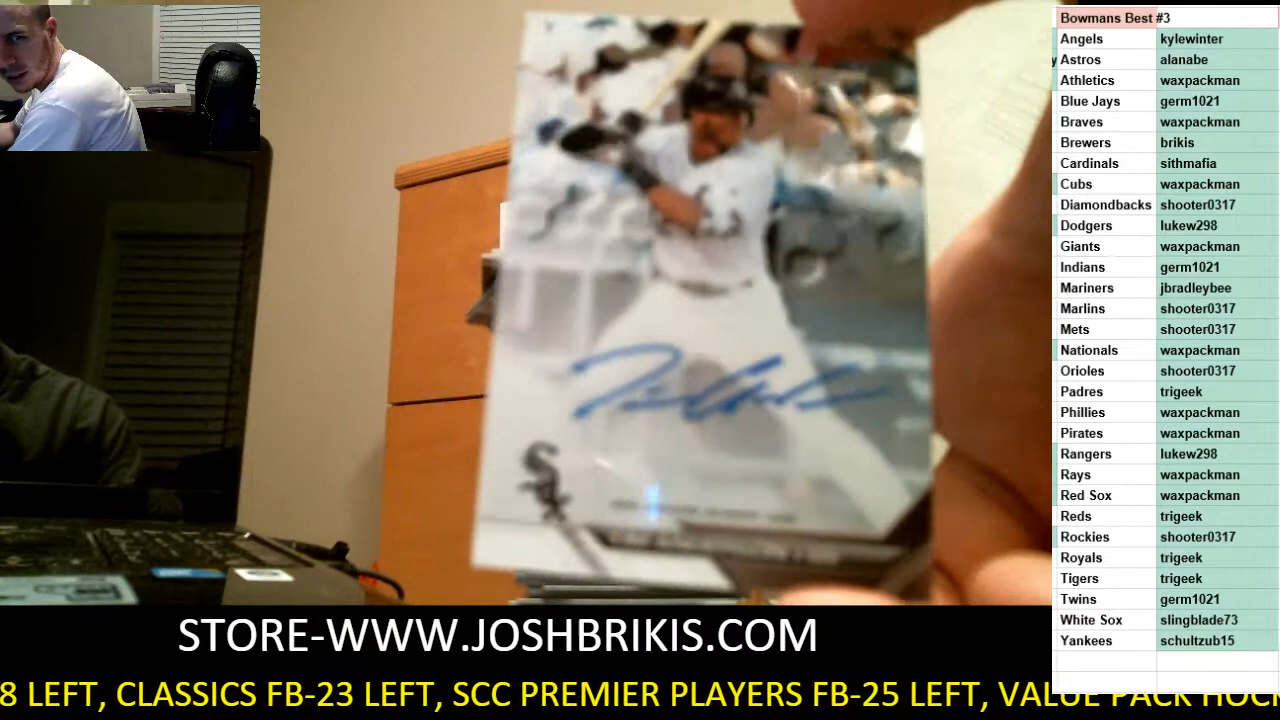 Bowmans Best #3
Angels kylewinter
Astros alanabe
Athletics waxpackman
Blue Jays germ1021
Braves waxpackman
Brewers brikis
Cardinals sithmafia
Cubs waxpackman
Diamondbacks shooter0317
Dodgers lukew298
Giants waxpackman
Indians germ1021
Mariners jbradleybee
Marlins shooter0317
Mets shooter0317
Nationals waxpackman
Orioles shooter0317
Padres trigeek
Phillies waxpackman
Pirates waxpackman
Rangers lukew298
Rays waxpackman
Red Sox waxpackman
Reds trigeek
Rockies shooter0317
Royals trigeek
Tigers trigeek
Twins germ1021
White Sox slingblade73
Yankees schultzub15
SOX
STORE-WWW.JOSHBRIKIS.COM
8 LEFT, CLASSICS FB-23 LEFT, SCC PREMIER PLAYERS FB-25 LEFT, VALUE PACK HOC